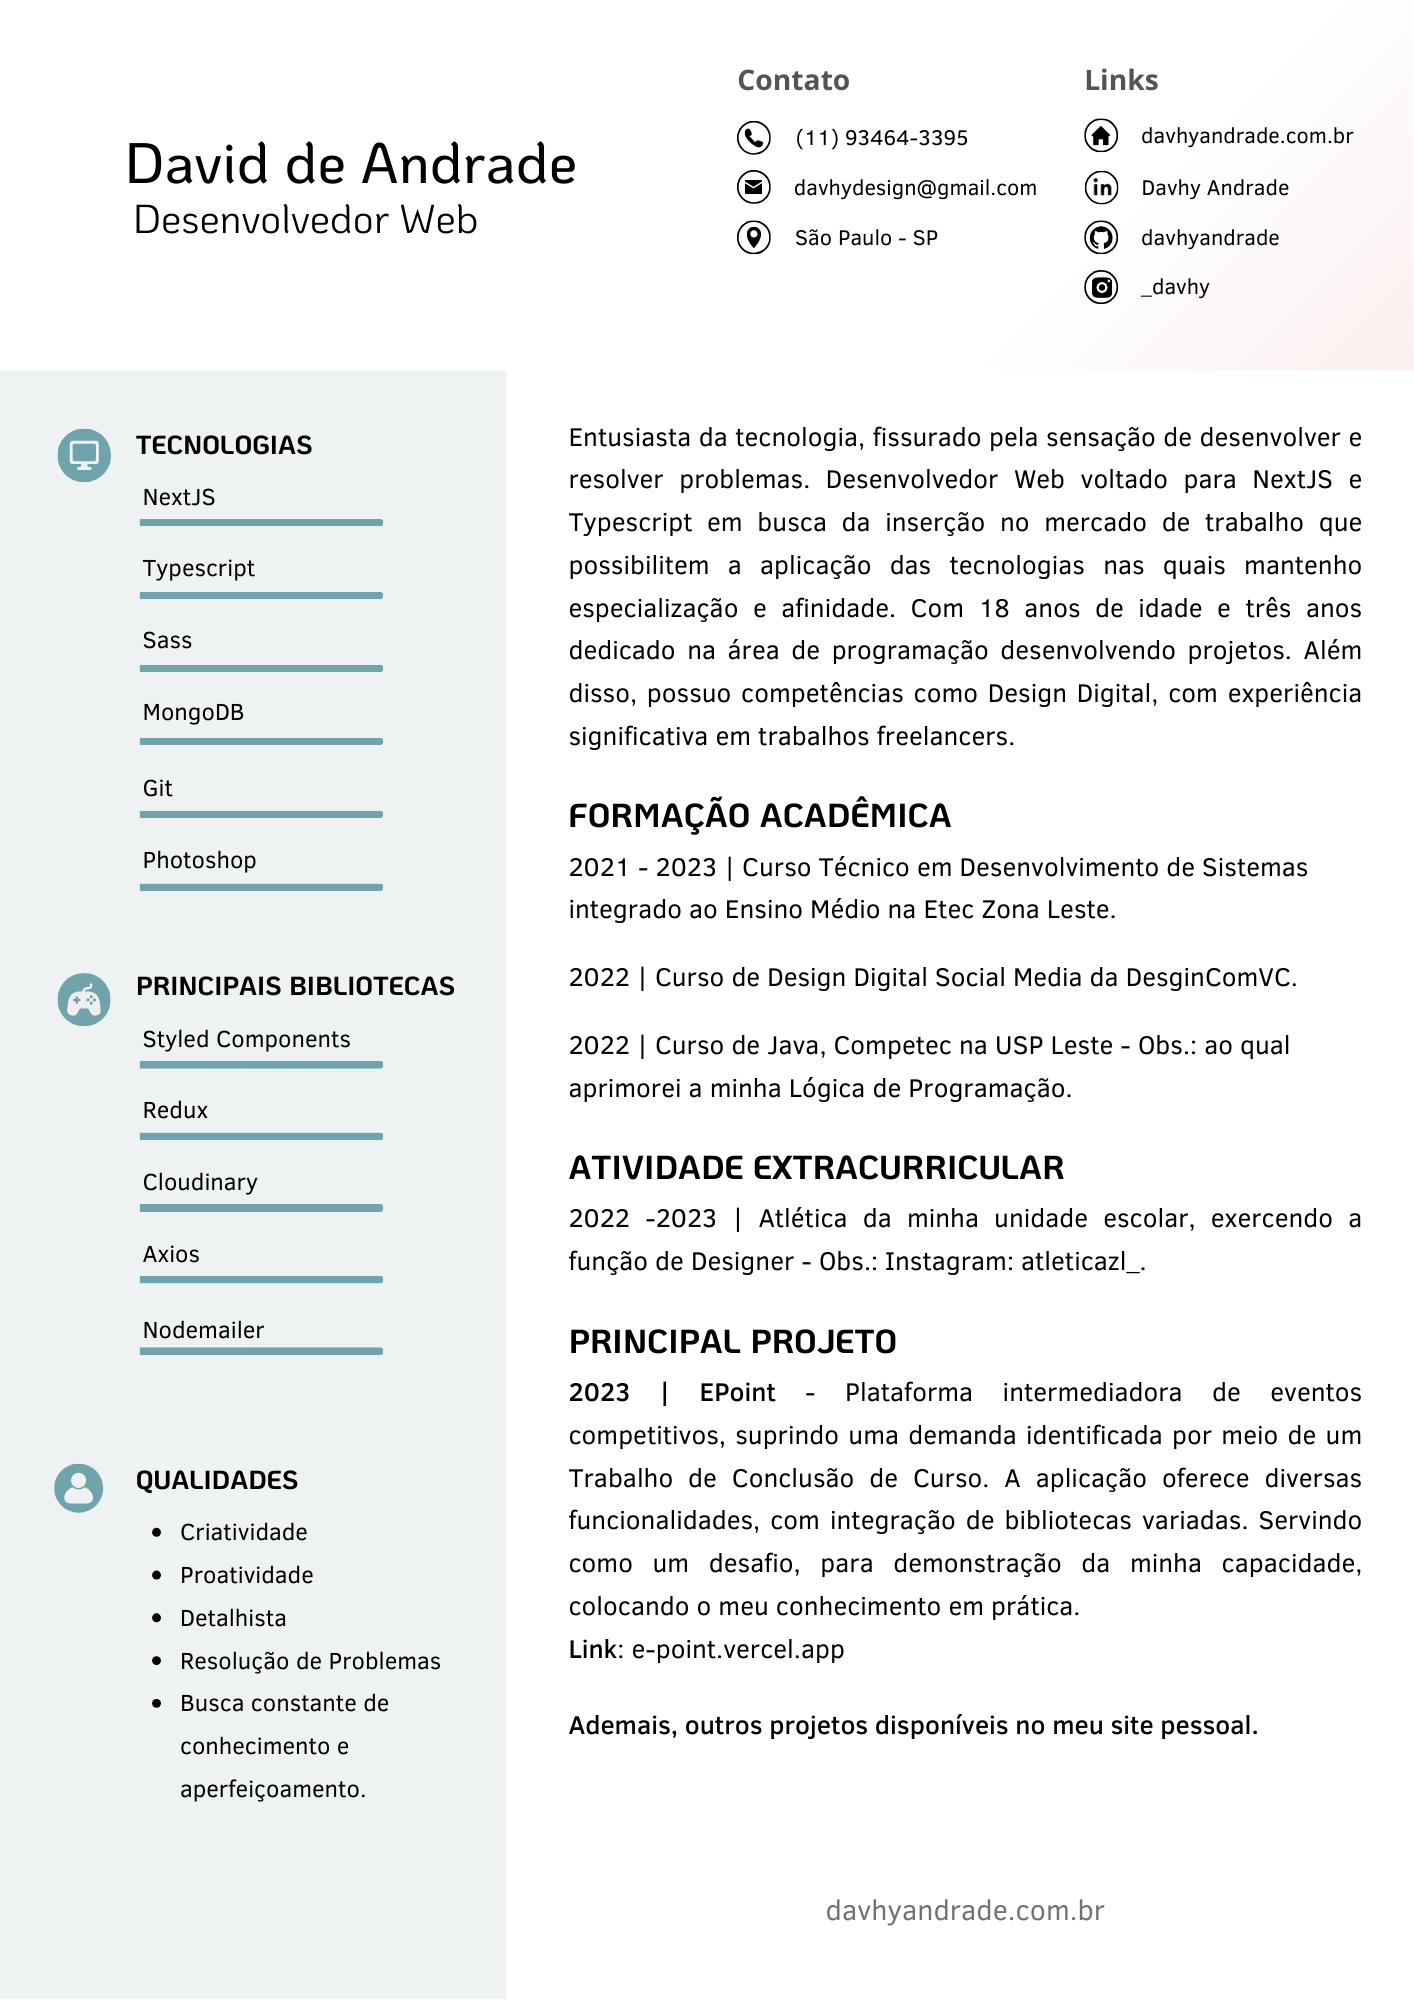 David de Andrade
Desenvolvedor Web
Contato
(11) 93464-3395
davhydesign@gmail.com
São Paulo - SP
Links
davhyandrade.com.br
Davhy Andrade
davhyandrade
_davhy
TECNOLOGIAS
NextJS
Typescript
Sass
MongoDB
Git
Photoshop
PRINCIPAIS BIBLIOTECAS
Styled Components
Redux
Cloudinary
Axios
Nodemailer
QUALIDADES
• Criatividade
• Proatividade
• Detalhista
• Resolução de Problemas
• Busca constante de
conhecimento e
aperfeiçoamento.
Entusiasta da tecnologia, fissurado pela sensação de desenvolver e
resolver problemas. Desenvolvedor Web voltado para NextJS e
Typescript em busca da inserção no mercado de trabalho que
possibilitem a aplicação das tecnologias nas quais mantenho
especialização e afinidade. Com 18 anos de idade e três anos
dedicado na área de programação desenvolvendo projetos. Além
disso, possuo competências como Design Digital, com experiência
significativa em trabalhos freelancers.
FORMAÇÃO ACADÊMICA
2021 - 2023 | Curso Técnico em Desenvolvimento de Sistemas
integrado ao Ensino Médio na Etec Zona Leste.
2022 | Curso de Design Digital Social Media da DesginComVC.
2022 | Curso de Java, Competec na USP Leste - Obs.: ao qual
aprimorei a minha Lógica de Programação.
ATIVIDADE EXTRACURRICULAR
2022 -2023 | Atlética da minha unidade escolar, exercendo a
função de Designer - Obs.: Instagram: atleticazl_.
PRINCIPAL PROJETO
2023 | EPoint - Plataforma intermediadora de eventos
competitivos, suprindo uma demanda identificada por meio de um
Trabalho de Conclusão de Curso. A aplicação oferece diversas
funcionalidades, com integração de bibliotecas variadas. Servindo
como um desafio, para demonstração da minha capacidade,
colocando o meu conhecimento em prática.
Link: e-point.vercel.app
Ademais, outros projetos disponíveis no meu site pessoal.
davhyandrade.com.br